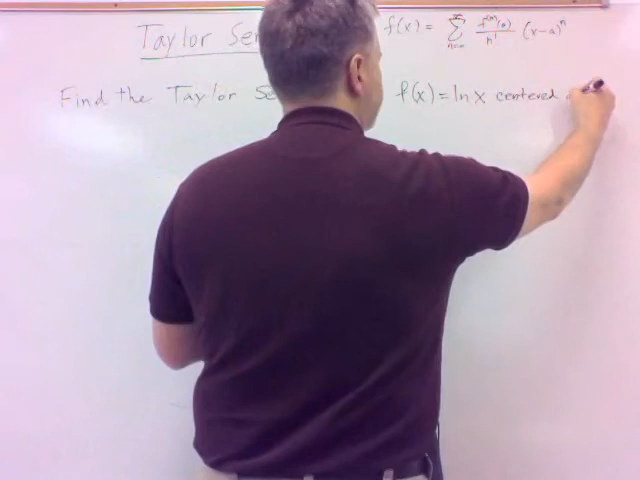 Taylor Ser f(x) = ∞ Σ n=0 f⁽ⁿ⁾(a) / n! (x-a)ⁿ
Find the Taylor Se f(x) = ln x centered